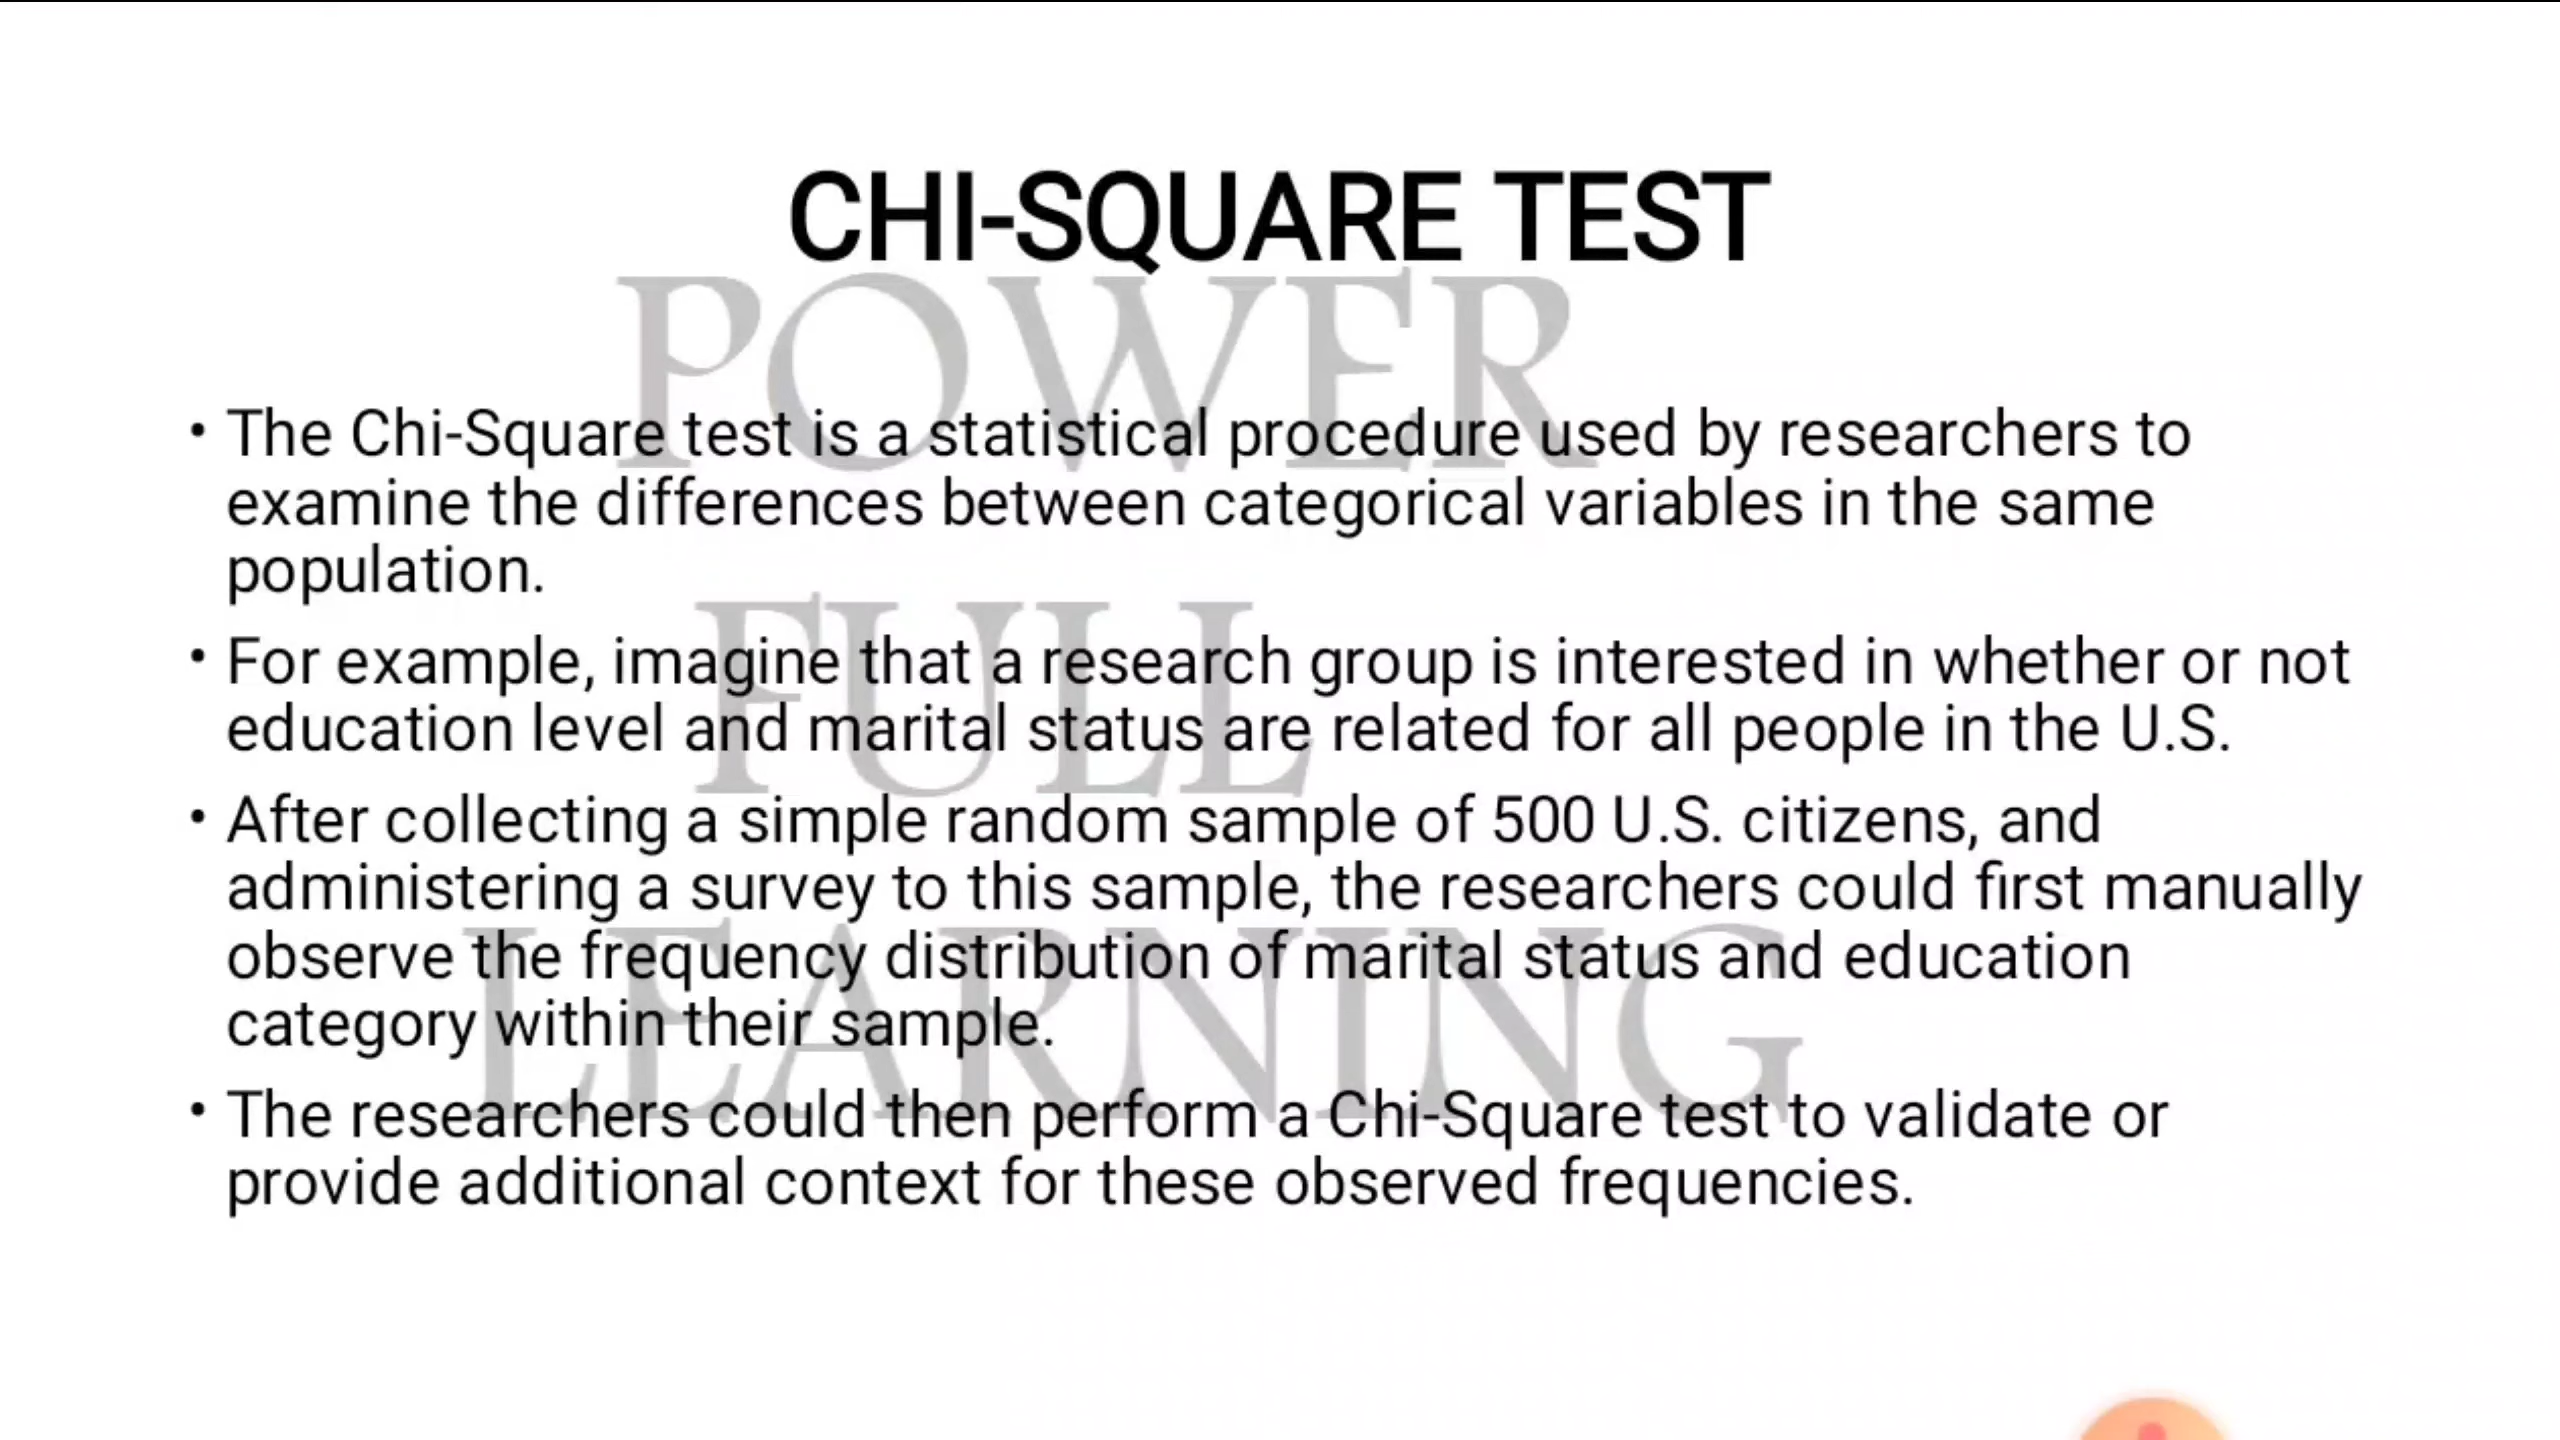 CHI-SQUARE TEST
POWER
• The Chi-Square test is a statistical procedure used by researchers to
examine the differences between categorical variables in the same
population.
FULL
• For example, imagine that a research group is interested in whether or not
education level and marital status are related for all people in the U.S.
• After collecting a simple random sample of 500 U.S. citizens, and
administering a survey to this sample, the researchers could first manually
observe the frequency distribution of marital status and education
category within their sample.
LEARNING
• The researchers could then perform a Chi-Square test to validate or
provide additional context for these observed frequencies.